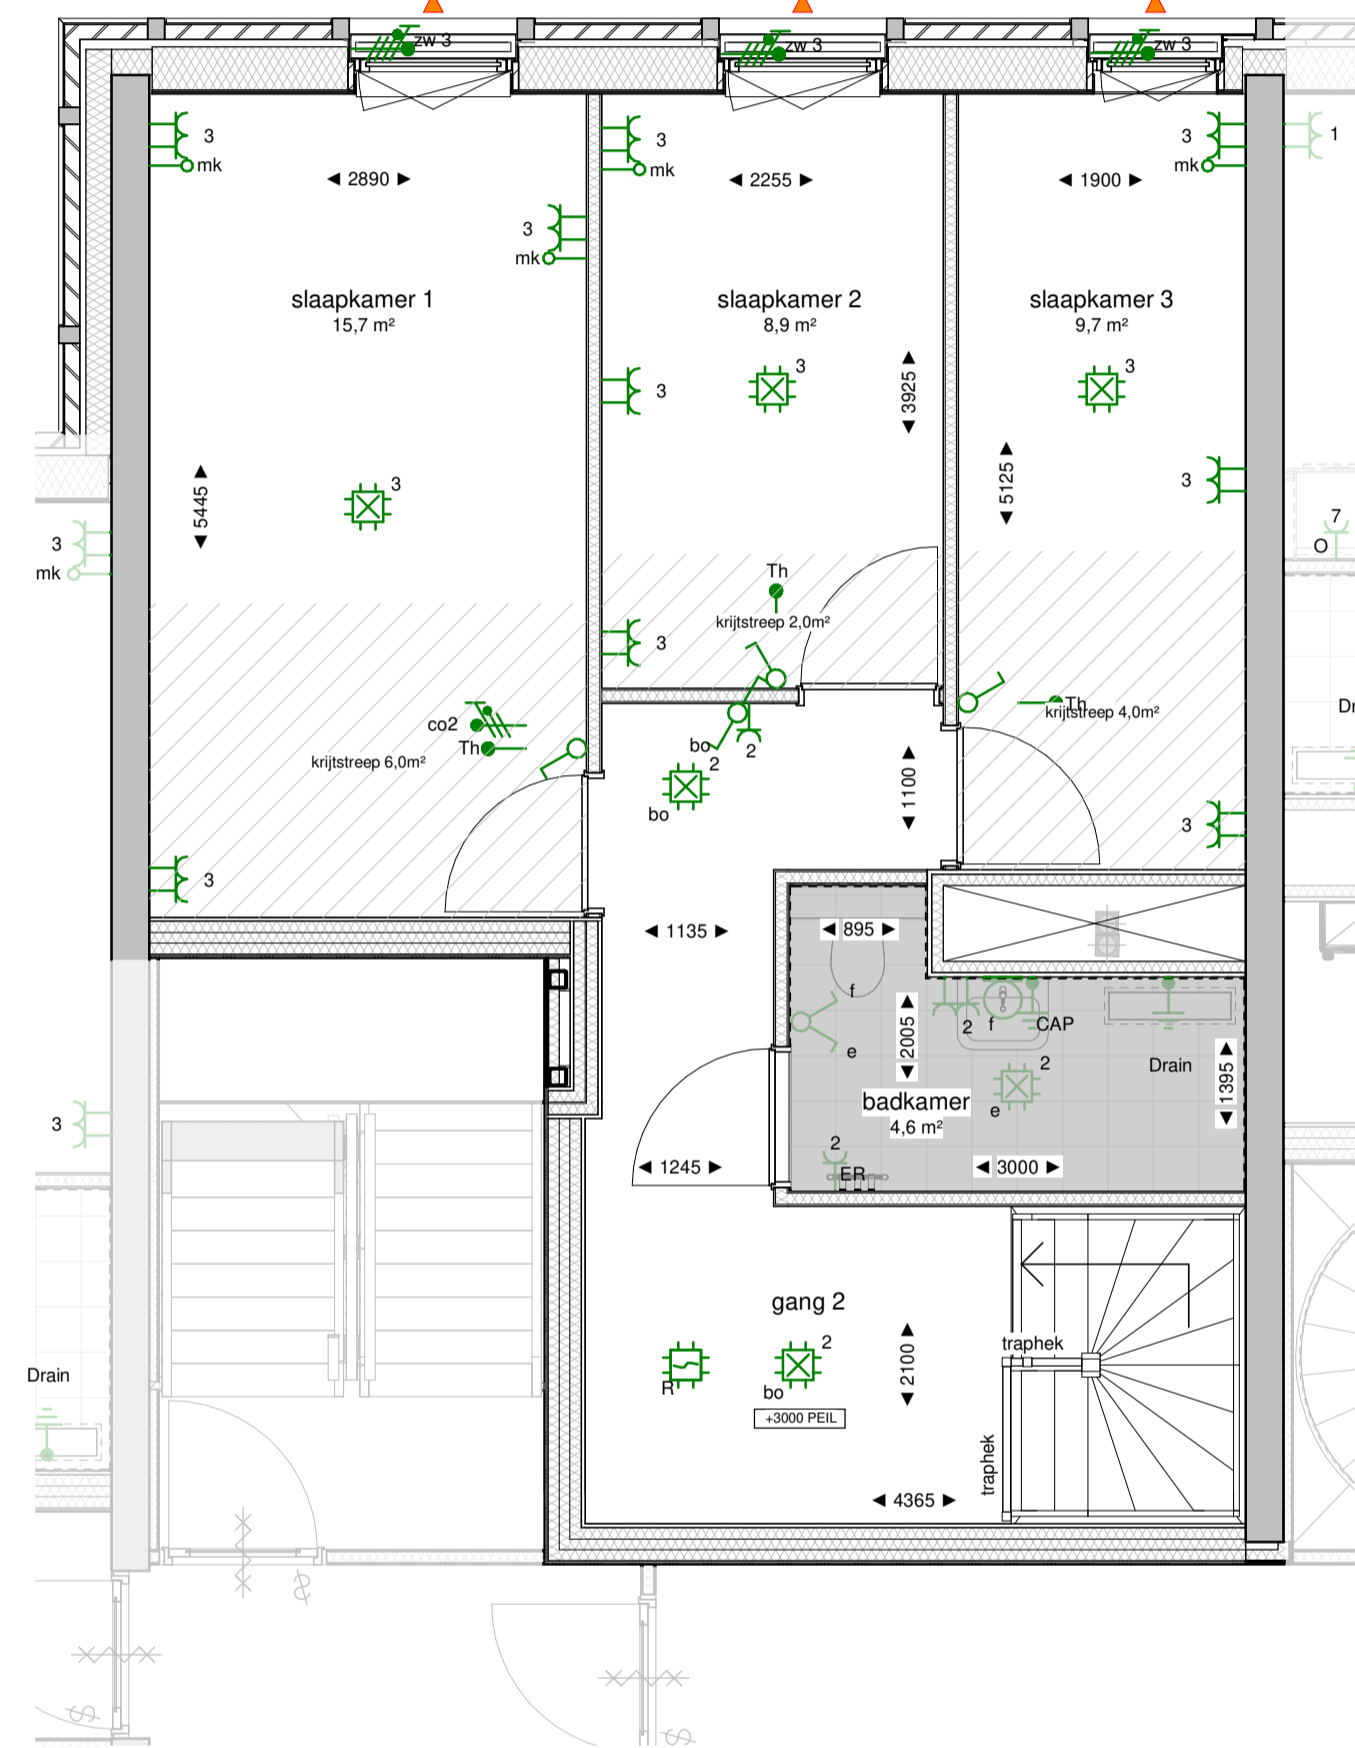 zw 3
zw 3
zw 3
3
mk
3
mk
3
mk
1
◄ 2890 ►
◄ 2255 ►
◄ 1900 ►
3
mk
slaapkamer 1
15,7 m²
slaapkamer 2
8,9 m²
slaapkamer 3
9,7 m²
3
3
3
◄ 3925 ►
3
◄ 5445 ►
◄ 5125 ►
3
7
O
3
mk
Th
krijtstreep 2,0m²
3
Th
krijtstreep 4,0m²
Dr
co2
Th
krijtstreep 6,0m²
bo
2
2
bo
◄ 1100 ►
3
3
◄ 1135 ►
◄ 895 ►
f
e
◄ 2005 ►
2
f
CAP
2
e
Drain
◄ 1395 ►
badkamer
4,6 m²
3
2
ER
◄ 1245 ►
◄ 3000 ►
gang 2
traphek
R
2
bo
◄ 2100 ►
+3000 PEIL
Drain
traphek
◄ 4365 ►